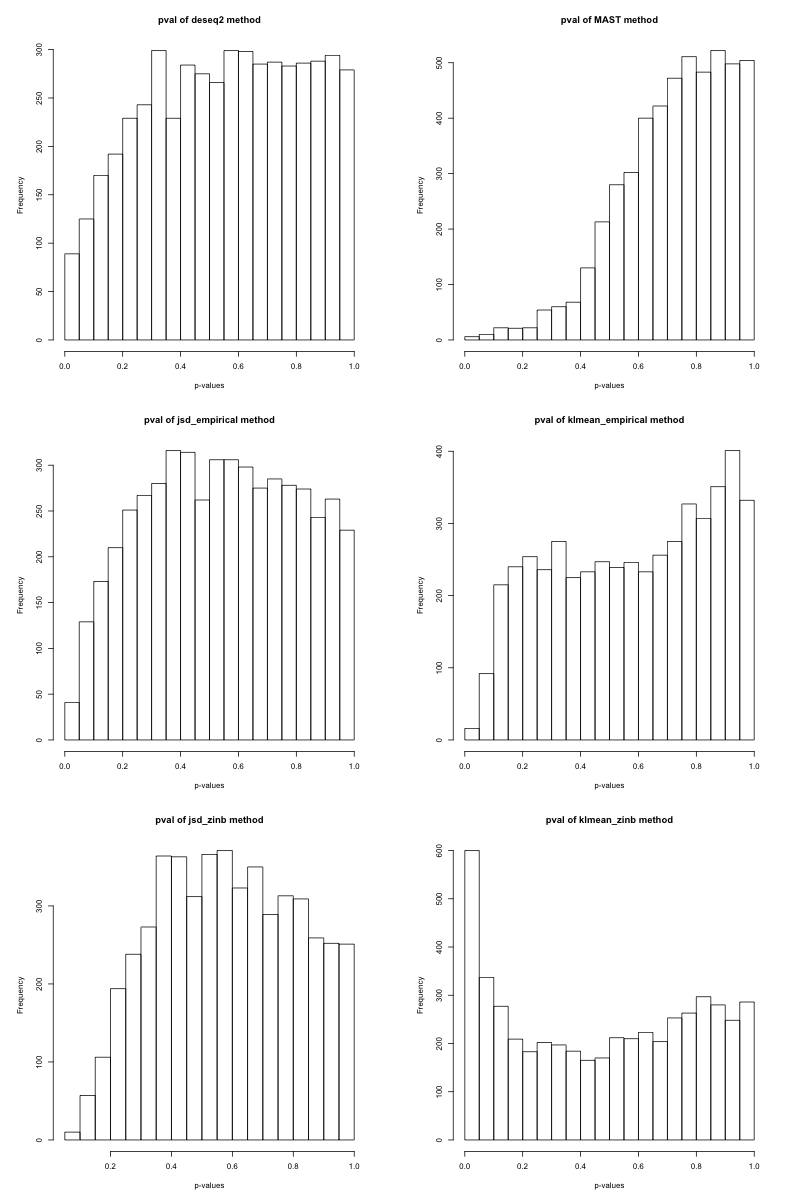 pval of deseq2 method
Frequency
0 50 100 150 200 250 300
0.0 0.2 0.4 0.6 0.8 1.0
p-values
pval of MAST method
Frequency
0 100 200 300 400 500
0.0 0.2 0.4 0.6 0.8 1.0
p-values
pval of jsd_empirical method
Frequency
0 50 100 150 200 250 300
0.0 0.2 0.4 0.6 0.8 1.0
p-values
pval of klmean_empirical method
Frequency
0 100 200 300 400
0.0 0.2 0.4 0.6 0.8 1.0
p-values
pval of jsd_zinb method
Frequency
0 100 200 300
0.2 0.4 0.6 0.8 1.0
p-values
pval of klmean_zinb method
Frequency
0 100 200 300 400 500 600
0.0 0.2 0.4 0.6 0.8 1.0
p-values